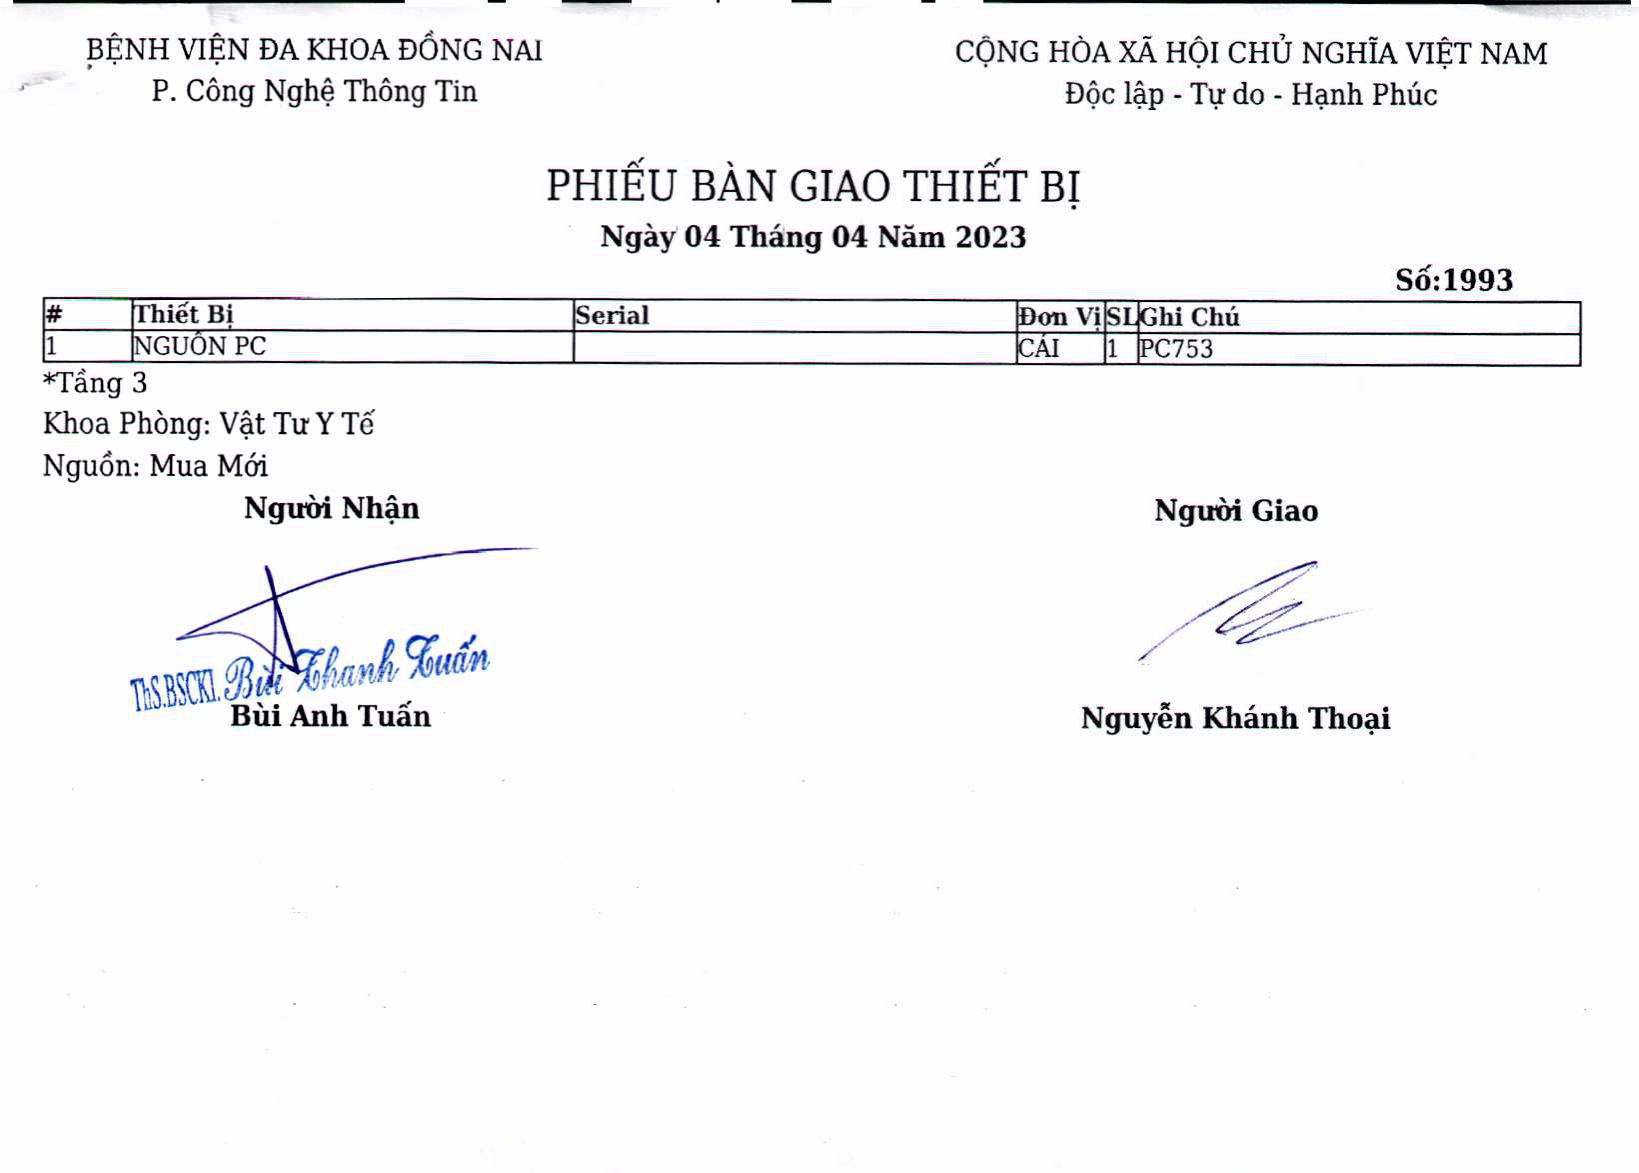 BỆNH VIỆN ĐA KHOA ĐỒNG NAI
P. Công Nghệ Thông Tin
CỘNG HÒA XÃ HỘI CHỦ NGHĨA VIỆT NAM
Độc lập - Tự do - Hạnh Phúc
PHIẾU BÀN GIAO THIẾT BỊ
Ngày 04 Tháng 04 Năm 2023
Số:1993
# Thiết Bị Serial Đơn Vị SL Ghi Chú
1 NGUỒN PC CÁI 1 PC753
*Tầng 3
Khoa Phòng: Vật Tư Y Tế
Nguồn: Mua Mới
Người Nhận
Người Giao
ThS.BSCKI. Bùi Thanh Tuấn
Bùi Anh Tuấn
Nguyễn Khánh Thoại